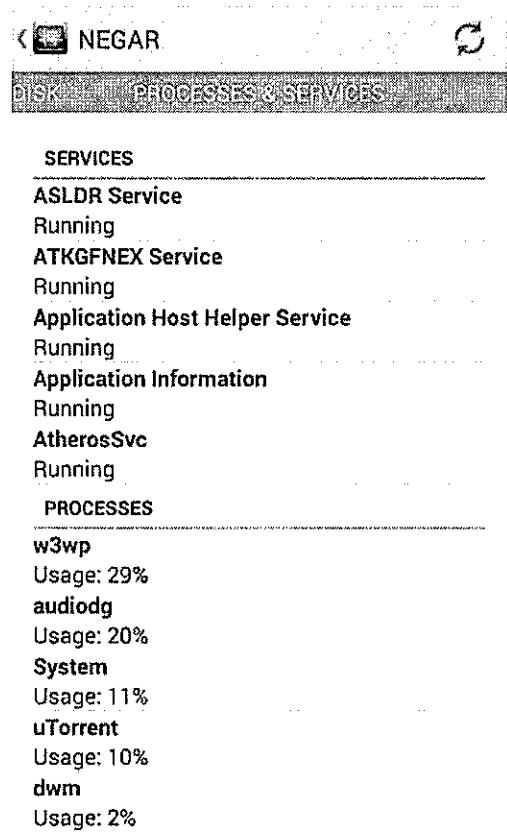 NEGAR
DISK PROCESSES & SERVICES
SERVICES
ASLDR Service
Running
ATKGFNEX Service
Running
Application Host Helper Service
Running
Application Information
Running
AtherosSvc
Running
PROCESSES
w3wp
Usage: 29%
audiodg
Usage: 20%
System
Usage: 11%
uTorrent
Usage: 10%
dwm
Usage: 2%